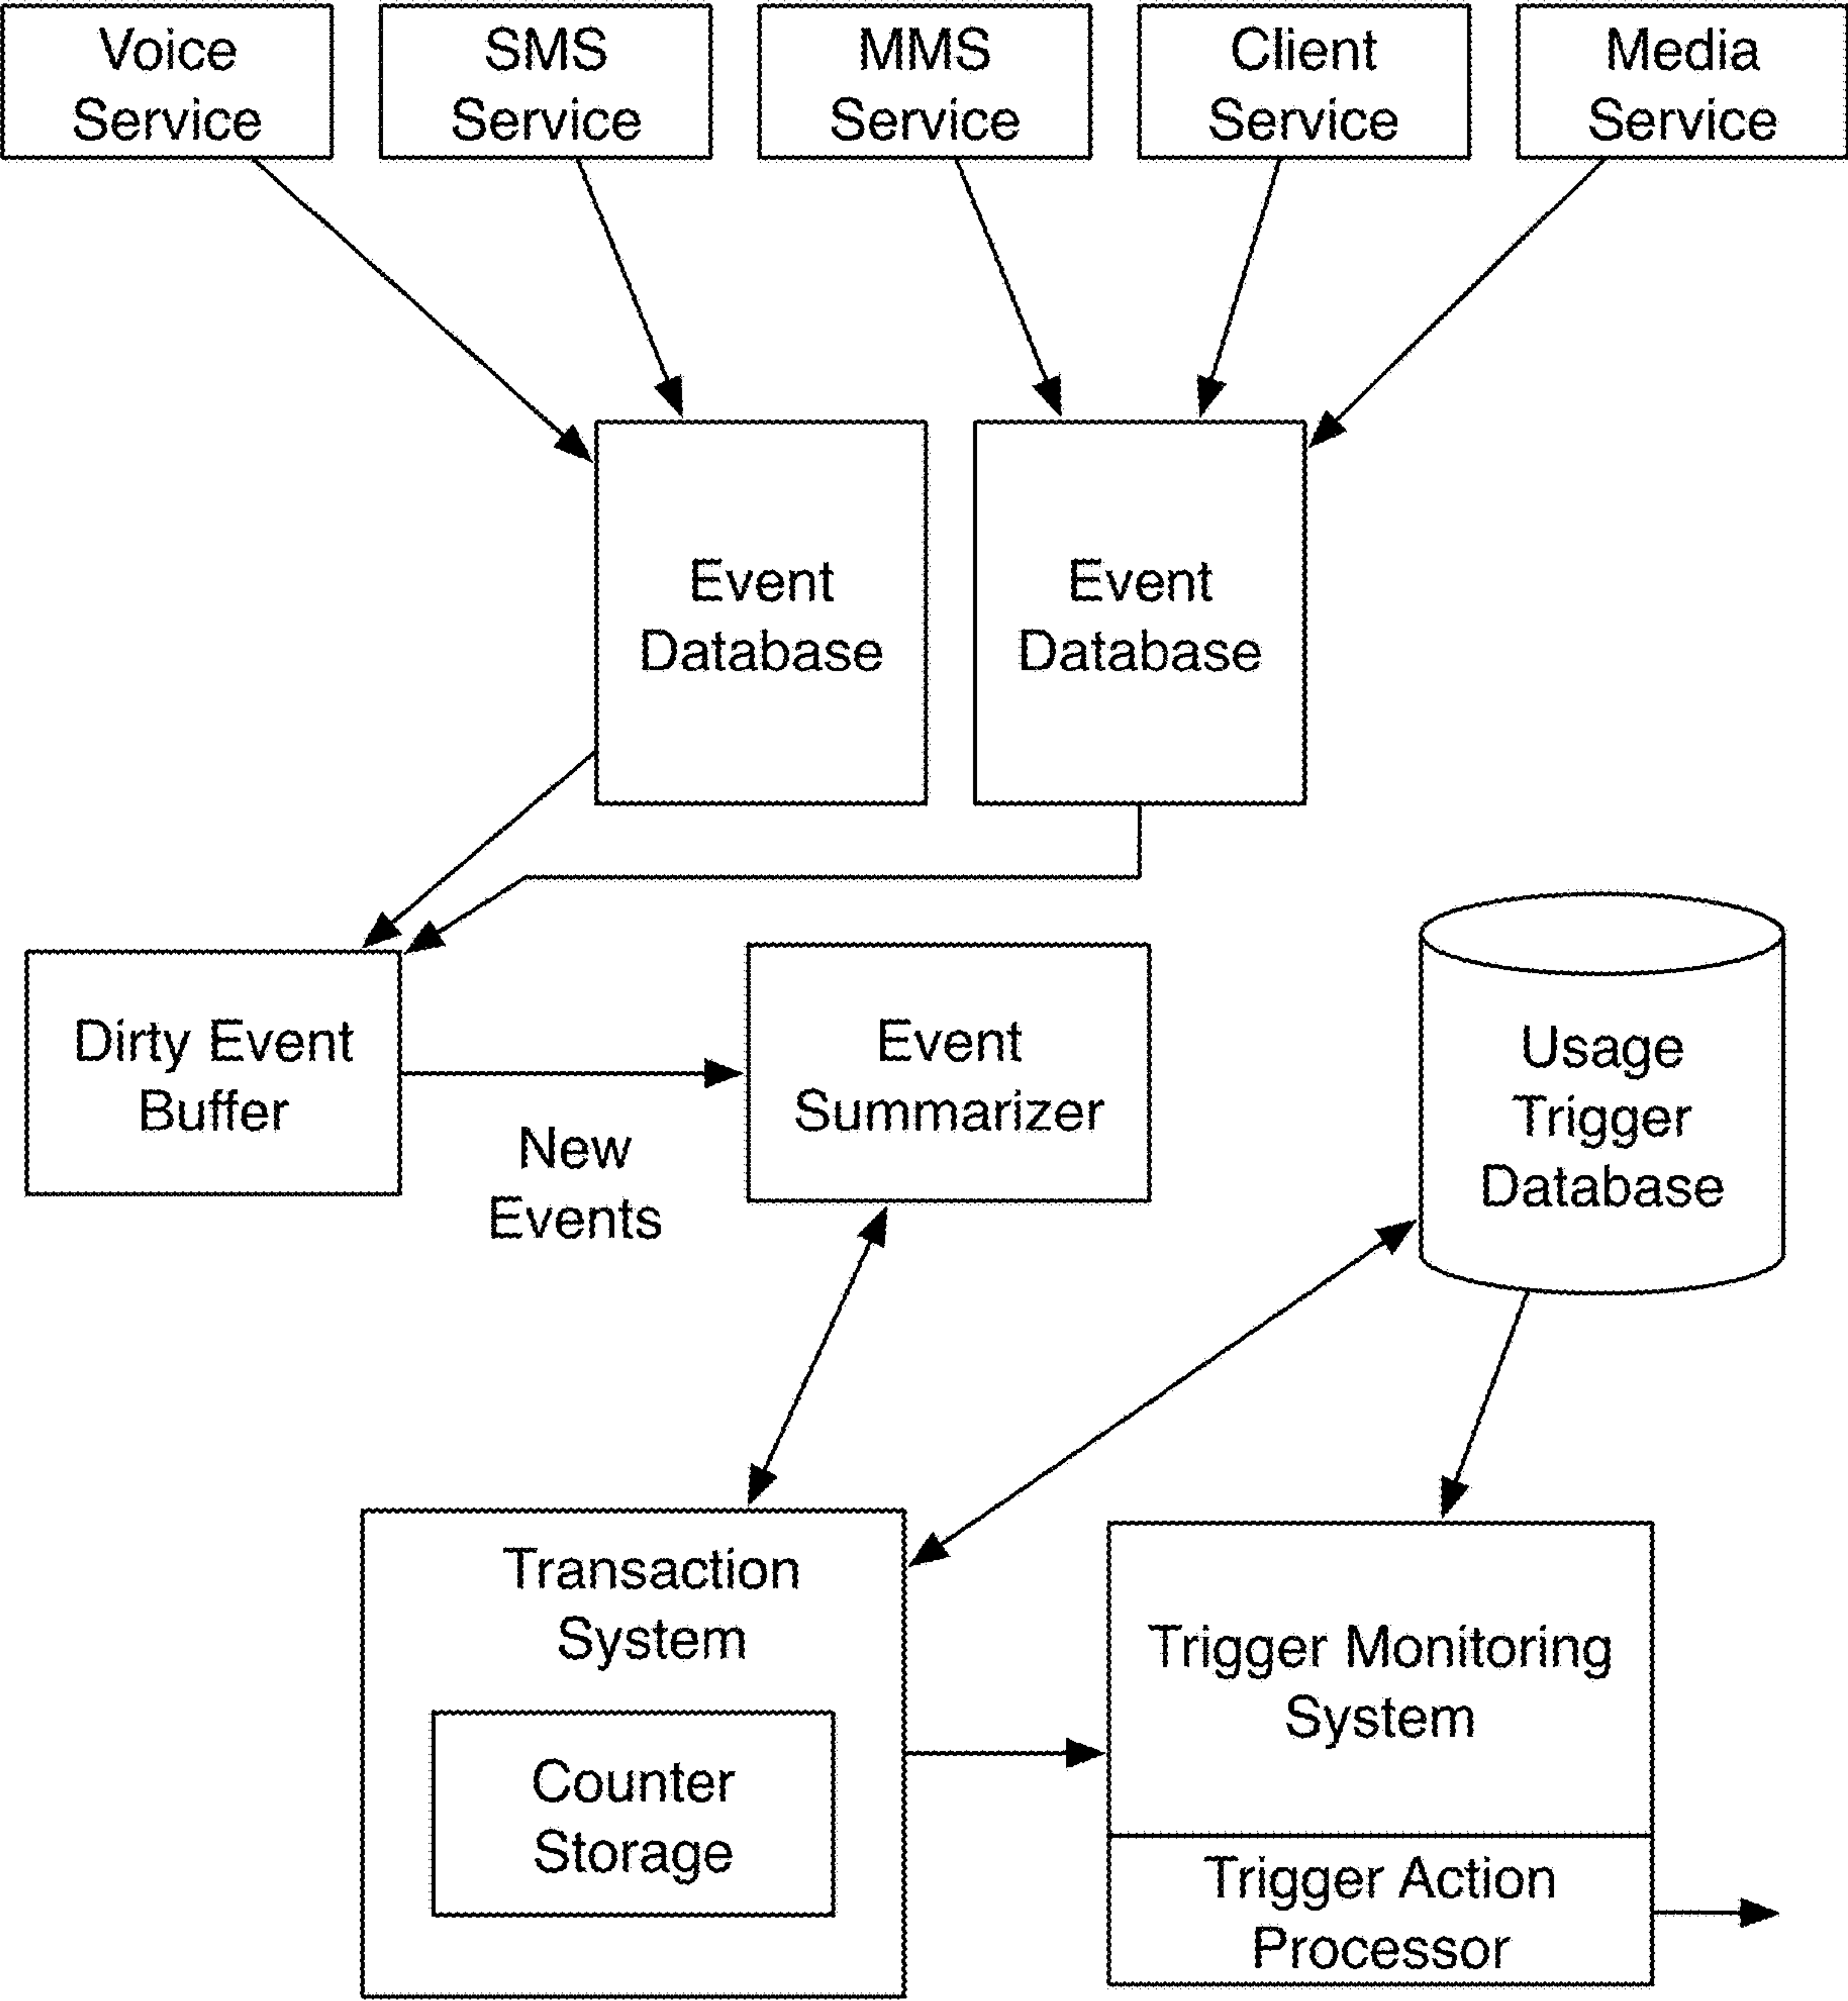 Voice
Service
SMS
Service
MMS
Service
Client
Service
Media
Service
Event
Database
Event
Database
Dirty Event
Buffer
New
Events
Event
Summarizer
Usage
Trigger
Database
Transaction
System
Counter
Storage
Trigger Monitoring
System
Trigger Action
Processor